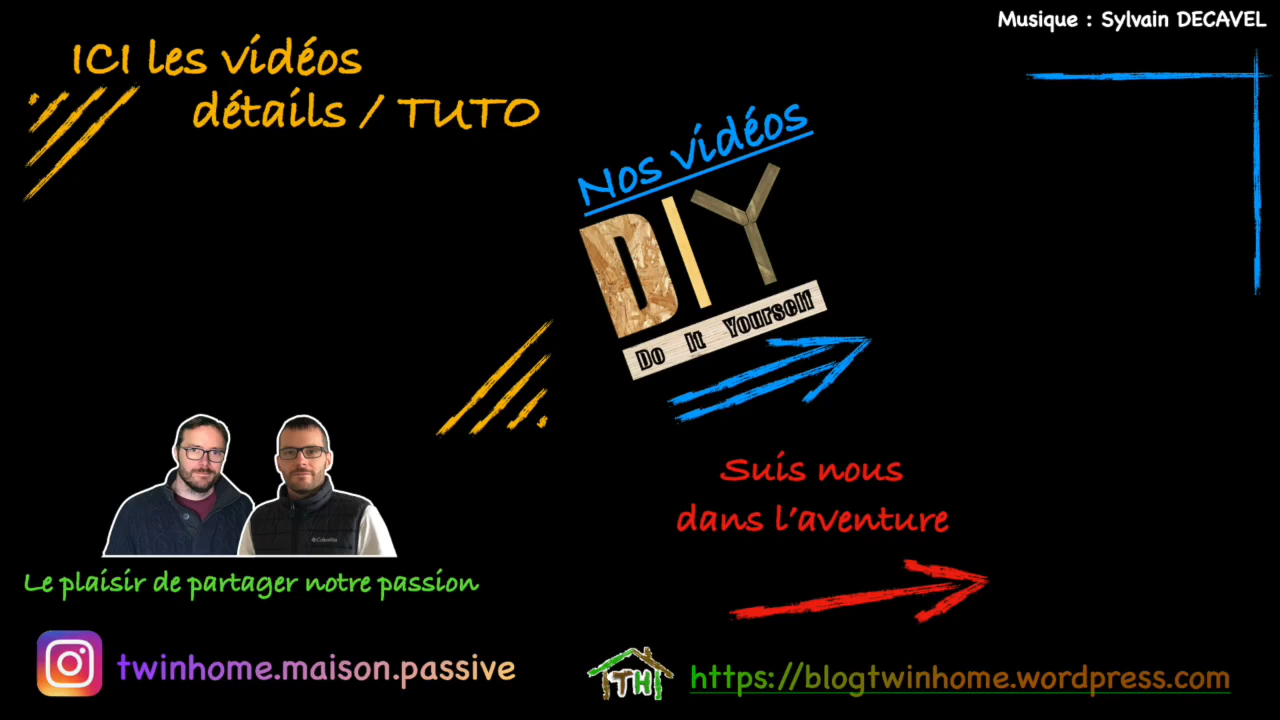 Musique : Sylvain DECAVEL
ICI les vidéos
détails / TUTO
Nos vidéos
DIY
Do It Yourself
Suis nous
dans l'aventure
Columbia
Le plaisir de partager notre passion
twinhome.maison.passive
TH
https://blogtwinhome.wordpress.com